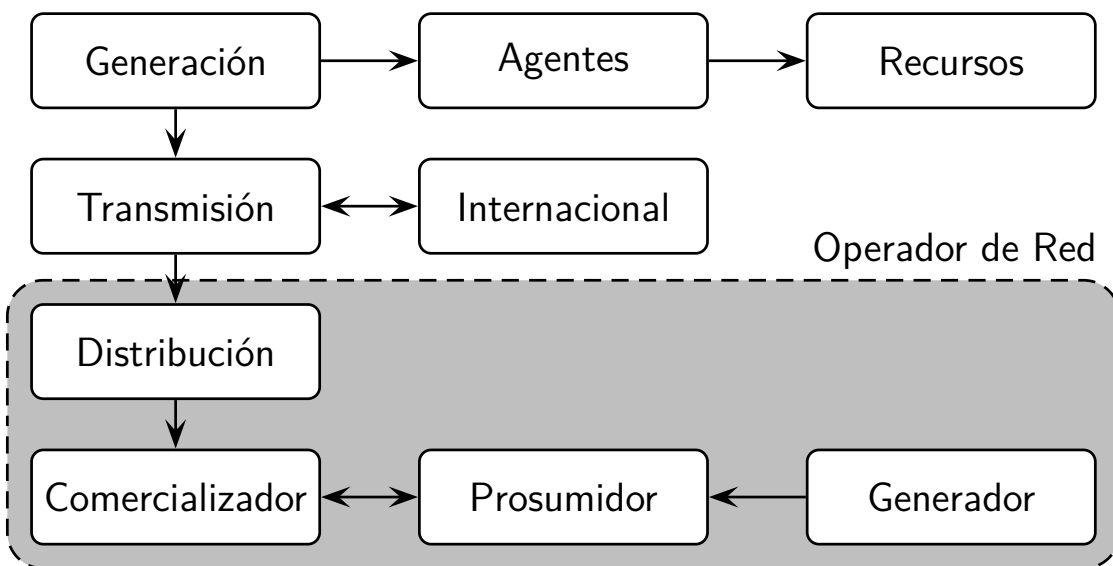 Generación
Agentes
Recursos
Transmisión
Internacional
Operador de Red
Distribución
Comercializador
Prosumidor
Generador